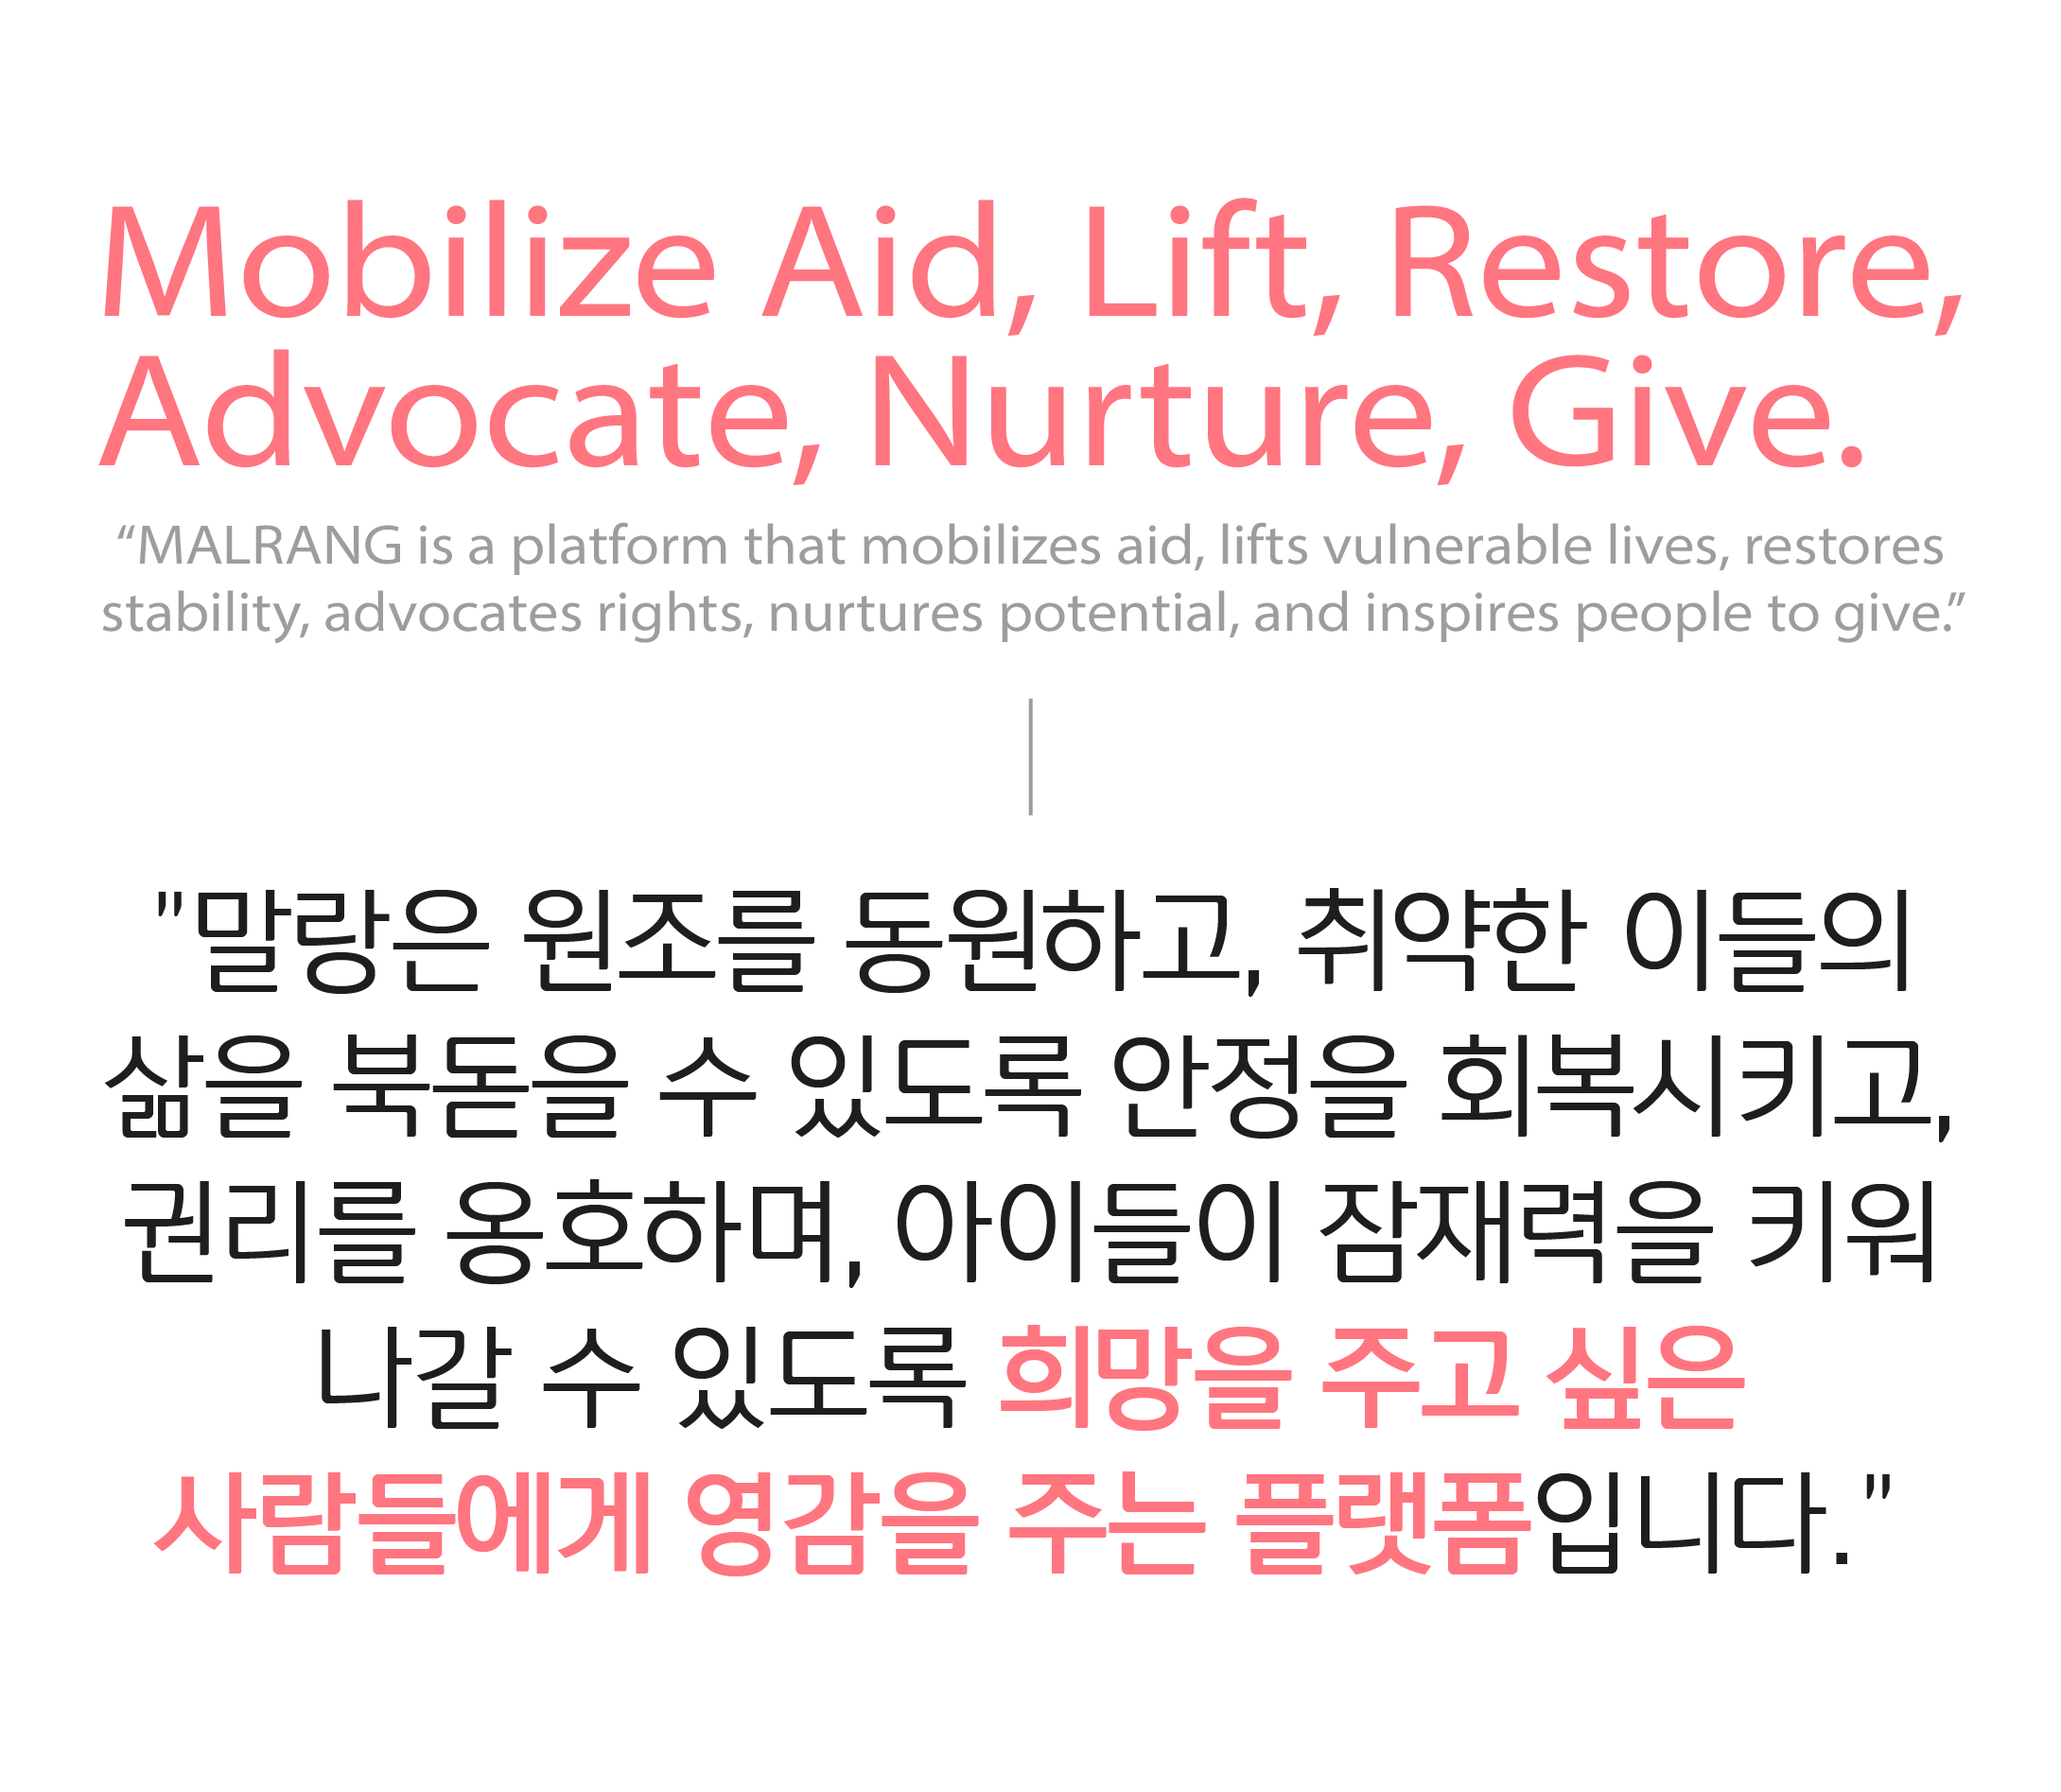 Mobilize Aid, Lift, Restore,
Advocate, Nurture, Give.
“MALRANG is a platform that mobilizes aid, lifts vulnerable lives, restores
stability, advocates rights, nurtures potential, and inspires people to give.”
"말랑은 원조를 동원하고, 취약한 이들의
삶을 북돋을 수 있도록 안정을 회복시키고,
권리를 옹호하며, 아이들이 잠재력을 키워
나갈 수 있도록 희망을 주고 싶은
사람들에게 영감을 주는 플랫폼입니다."